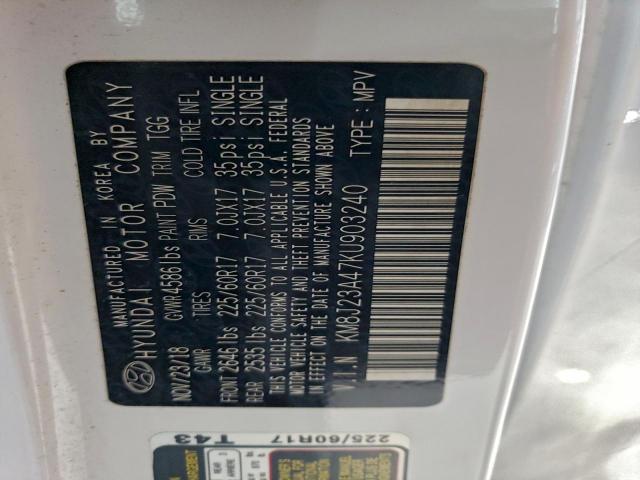 MANUFACTURED IN KOREA BY
HYUNDAI MOTOR COMPANY
NOV/23/18 GVWR4586lbs PAINT PDW TRIM TGG
GAWR TIRES RIMS COLD TIRE INFL
FRONT 2646 lbs 225/60R17 7.0JX17 35psi SINGLE
REAR 2535 lbs 225/60R17 7.0JX17 35psi SINGLE
THIS VEHICLE CONFORMS TO ALL APPLICABLE U.S.A. FEDERAL
MOTOR VEHICLE SAFETY AND THEFT PREVENTION STANDARDS
IN EFFECT ON THE DATE OF MANUFACTURE SHOWN ABOVE
V.I.N KM8J23A47KU903240 TYPE : MPV
T43
225/60R17
REAR